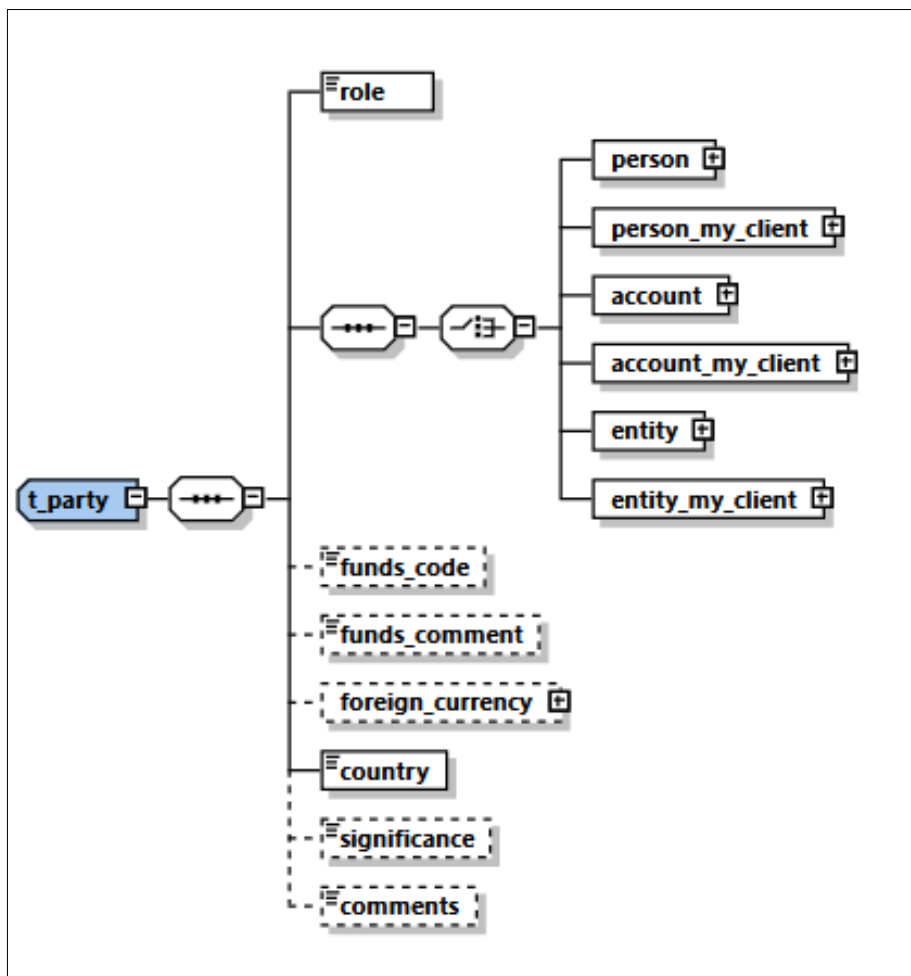 role
person
person_my_client
account
account_my_client
entity
t_party
entity_my_client
funds_code
funds_comment
foreign_currency
country
significance
comments